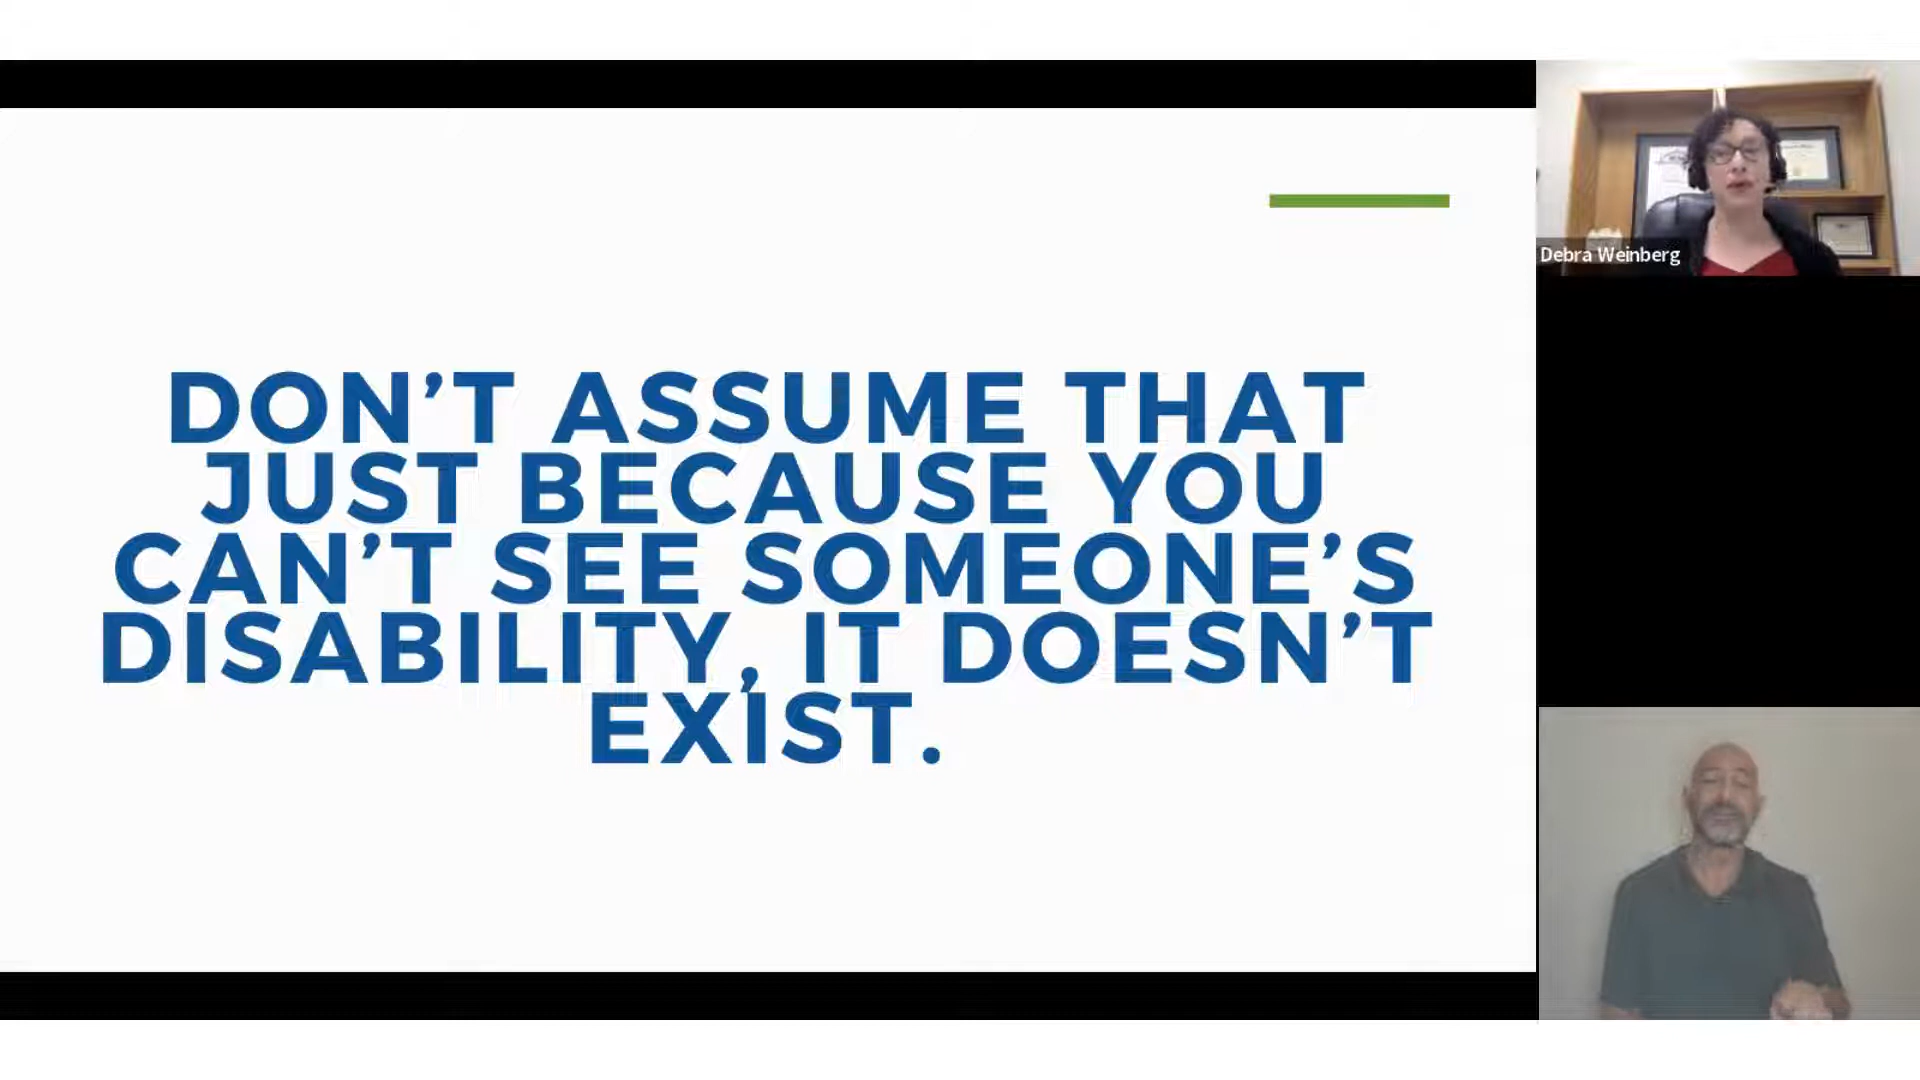 DON’T ASSUME THAT
JUST BECAUSE YOU
CAN’T SEE SOMEONE’S
DISABILITY, IT DOESN’T
EXIST.
Debra Weinberg